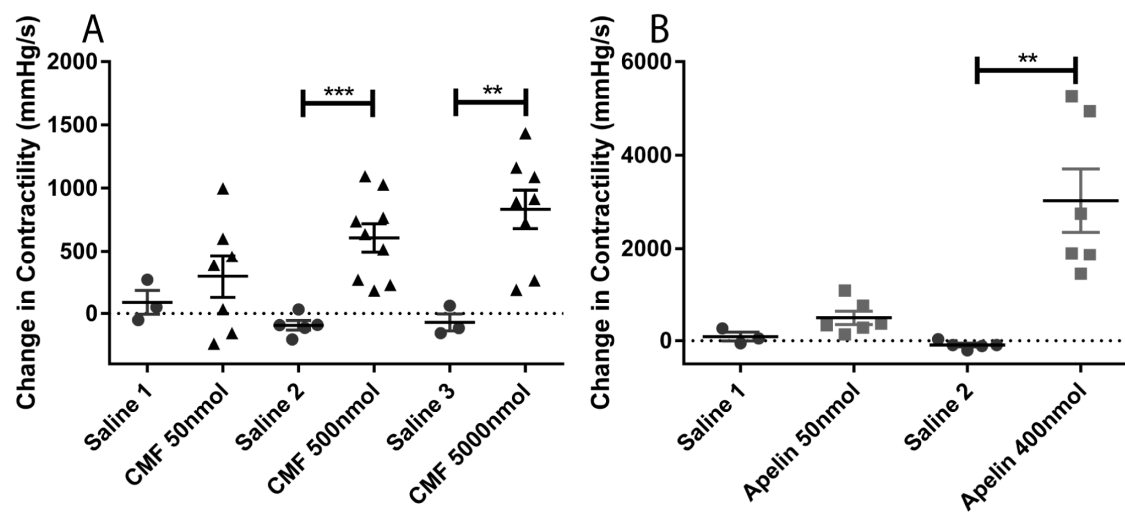 A
Change in Contractility (mmHg/s)
2000
1500
1000
500
0
***
**
Saline 1
CMF 50nmol
Saline 2
CMF 500nmol
Saline 3
CMF 5000nmol
B
Change in Contractility (mmHg/s)
6000
4000
2000
0
**
Saline 1
Apelin 50nmol
Saline 2
Apelin 400nmol